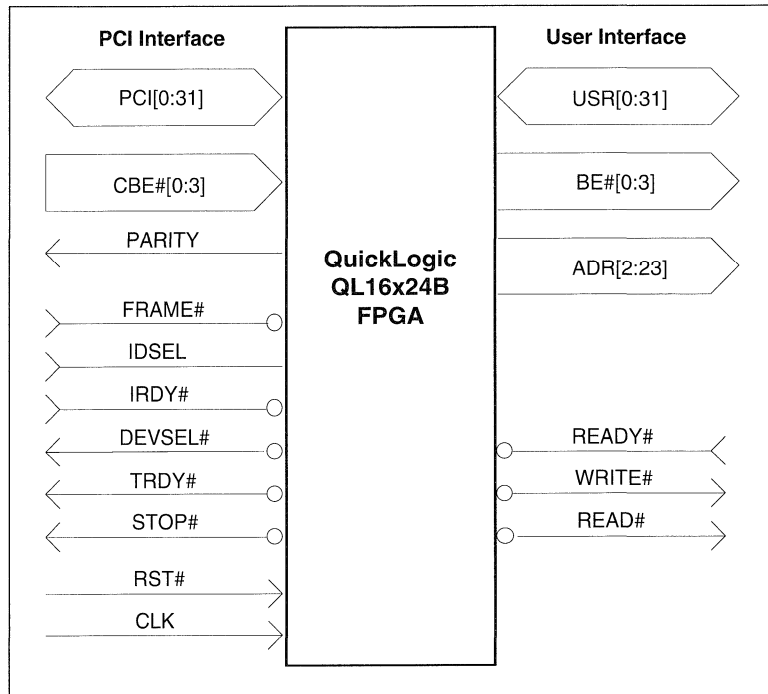 PCI Interface
User Interface
PCI[0:31]
USR[0:31]
CBE#[0:3]
BE#[0:3]
PARITY
ADR[2:23]
QuickLogic
QL16x24B
FPGA
FRAME#
IDSEL
IRDY#
DEVSEL#
READY#
TRDY#
WRITE#
STOP#
READ#
RST#
CLK